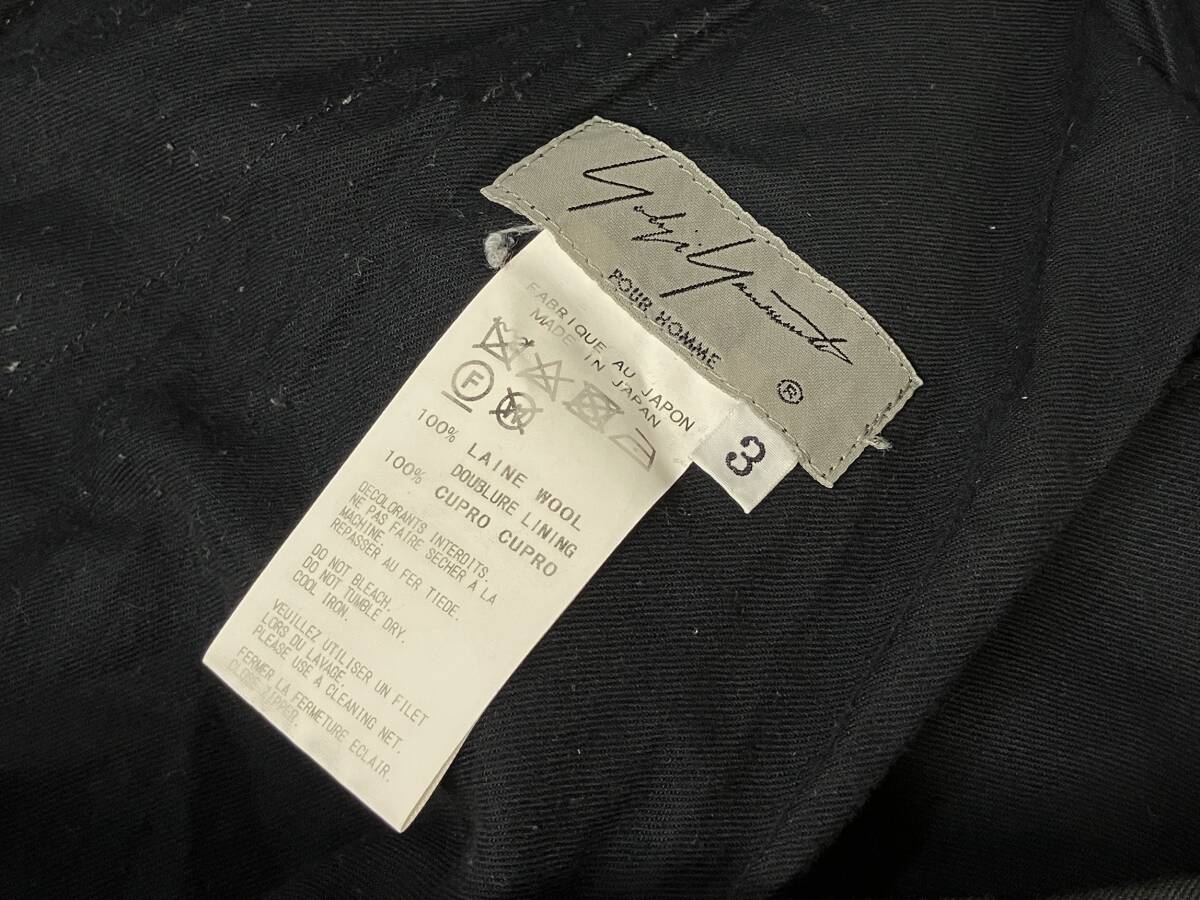 Yohji Yamamoto
POUR HOMME
®
3
FABRIQUE AU JAPON
MADE IN JAPAN
F
W
100% LAINE WOOL
DOUBLURE LINING
100% CUPRO CUPRO
DECOLORANTS INTERDITS.
NE PAS FAIRE SECHER A LA
MACHINE.
REPASSER AU FER TIEDE.
DO NOT BLEACH.
DO NOT TUMBLE DRY.
COOL IRON.
VEUILLEZ UTILISER UN FILET
LORS DU LAVAGE.
PLEASE USE A CLEANING NET.
FERMER LA FERMETURE ECLAIR.
CLOSE ZIPPER.